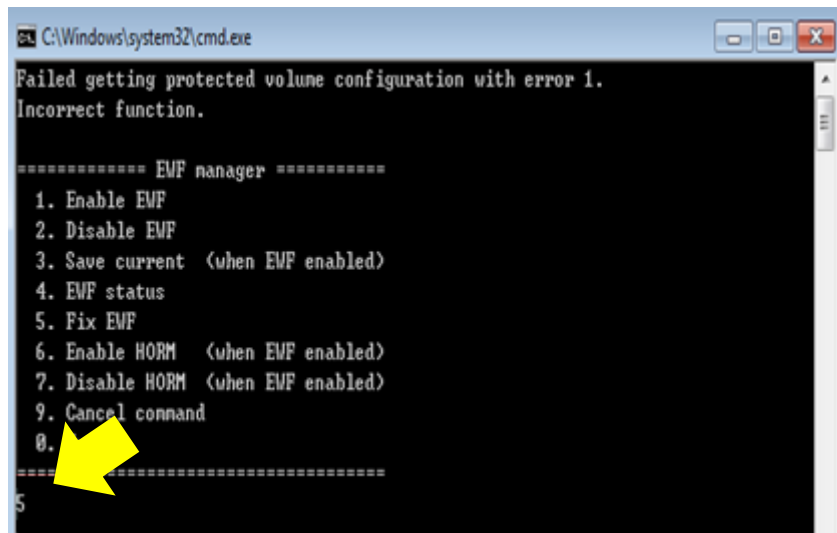 C:\Windows\system32\cmd.exe
Failed getting protected volume configuration with error 1.
Incorrect function.
============= EWF manager ===========
1. Enable EWF
2. Disable EWF
3. Save current (when EWF enabled)
4. EWF status
5. Fix EWF
6. Enable HORM (when EWF enabled)
7. Disable HORM (when EWF enabled)
9. Cancel command
0.
=====================================
5